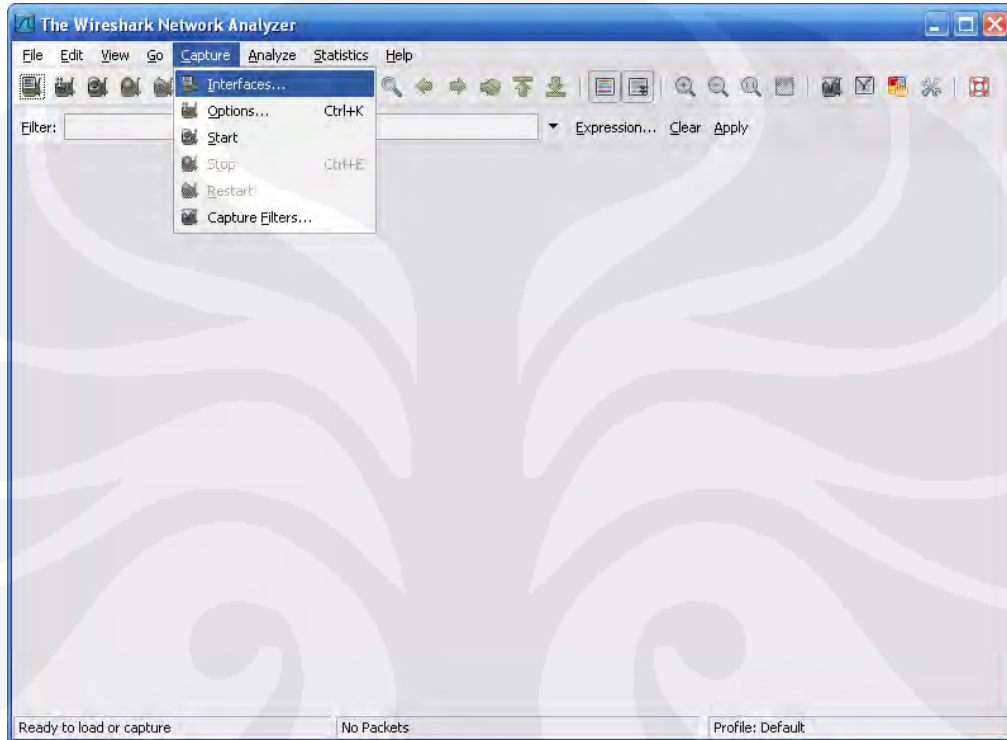 The Wireshark Network Analyzer
File Edit View Go Capture Analyze Statistics Help
Interfaces...
Options... Ctrl+K
Start
Stop Ctrl+E
Restart
Capture Filters...
Filter: Expression... Clear Apply
Ready to load or capture No Packets Profile: Default